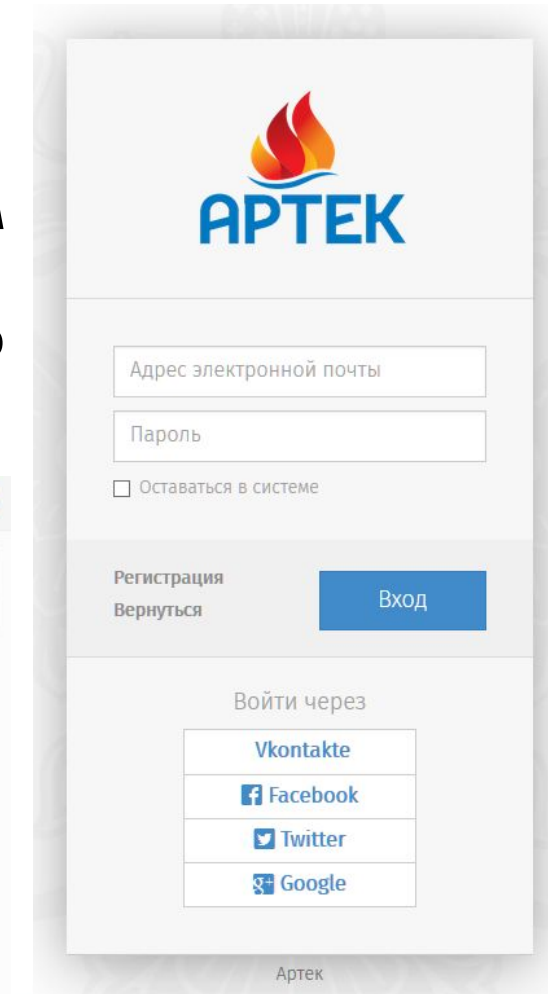 АРТЕК
Адрес электронной почты
Пароль
Оставаться в системе
Регистрация
Вернуться
Вход
Войти через
Vkontakte
Facebook
Twitter
g+ Google
Артек